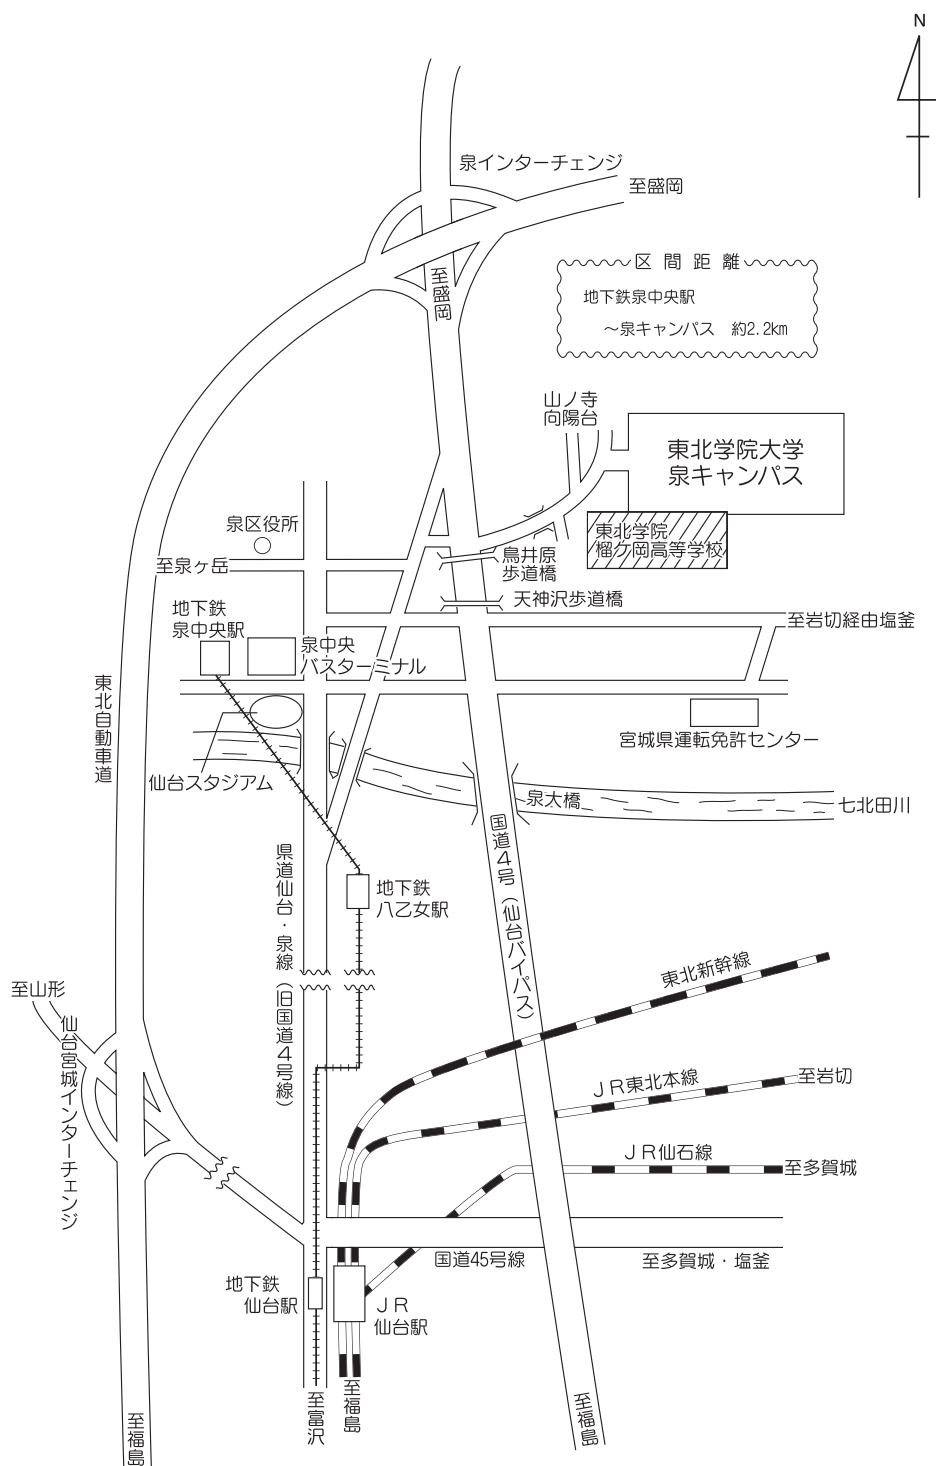 N
泉インターチェンジ
至盛岡
至盛岡
区間距離
地下鉄泉中央駅
～泉キャンパス　約2.2km
山ノ寺
向陽台
東北学院大学
泉キャンパス
東北学院
榴ケ岡高等学校
泉区役所
至泉ヶ岳
鳥井原
歩道橋
天神沢歩道橋
地下鉄
泉中央駅
泉中央
バスターミナル
至岩切経由塩釜
東北自動車道
宮城県運転免許センター
仙台スタジアム
泉大橋
七北田川
国道4号（仙台バイパス）
県道仙台・泉線（旧国道4号線）
地下鉄
八乙女駅
東北新幹線
至山形
仙台宮城インターチェンジ
ＪＲ東北本線
至岩切
ＪＲ仙石線
至多賀城
国道45号線
至多賀城・塩釜
地下鉄
仙台駅
ＪＲ
仙台駅
至富沢
至福島
至福島
至福島